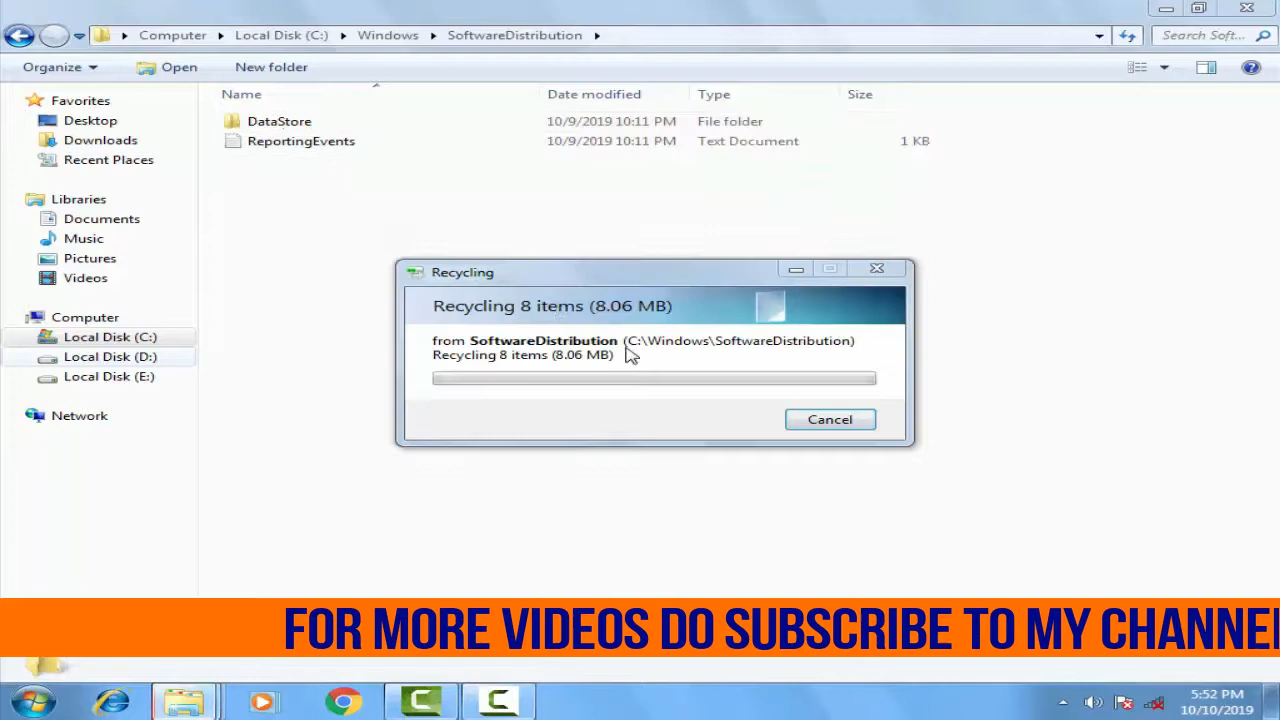 Computer Local Disk (C:) Windows SoftwareDistribution Search Soft...
Organize Open New folder
Name Date modified Type Size
Favorites
Desktop
Downloads
Recent Places
Libraries
Documents
Music
Pictures
Videos
Computer
Local Disk (C:)
Local Disk (D:)
Local Disk (E:)
Network
DataStore 10/9/2019 10:11 PM File folder
ReportingEvents 10/9/2019 10:11 PM Text Document 1 KB
Recycling
Recycling 8 items (8.06 MB)
from SoftwareDistribution (C:\Windows\SoftwareDistribution)
Recycling 8 items (8.06 MB)
Cancel
FOR MORE VIDEOS DO SUBSCRIBE TO MY CHANNE
5:52 PM
10/10/2019